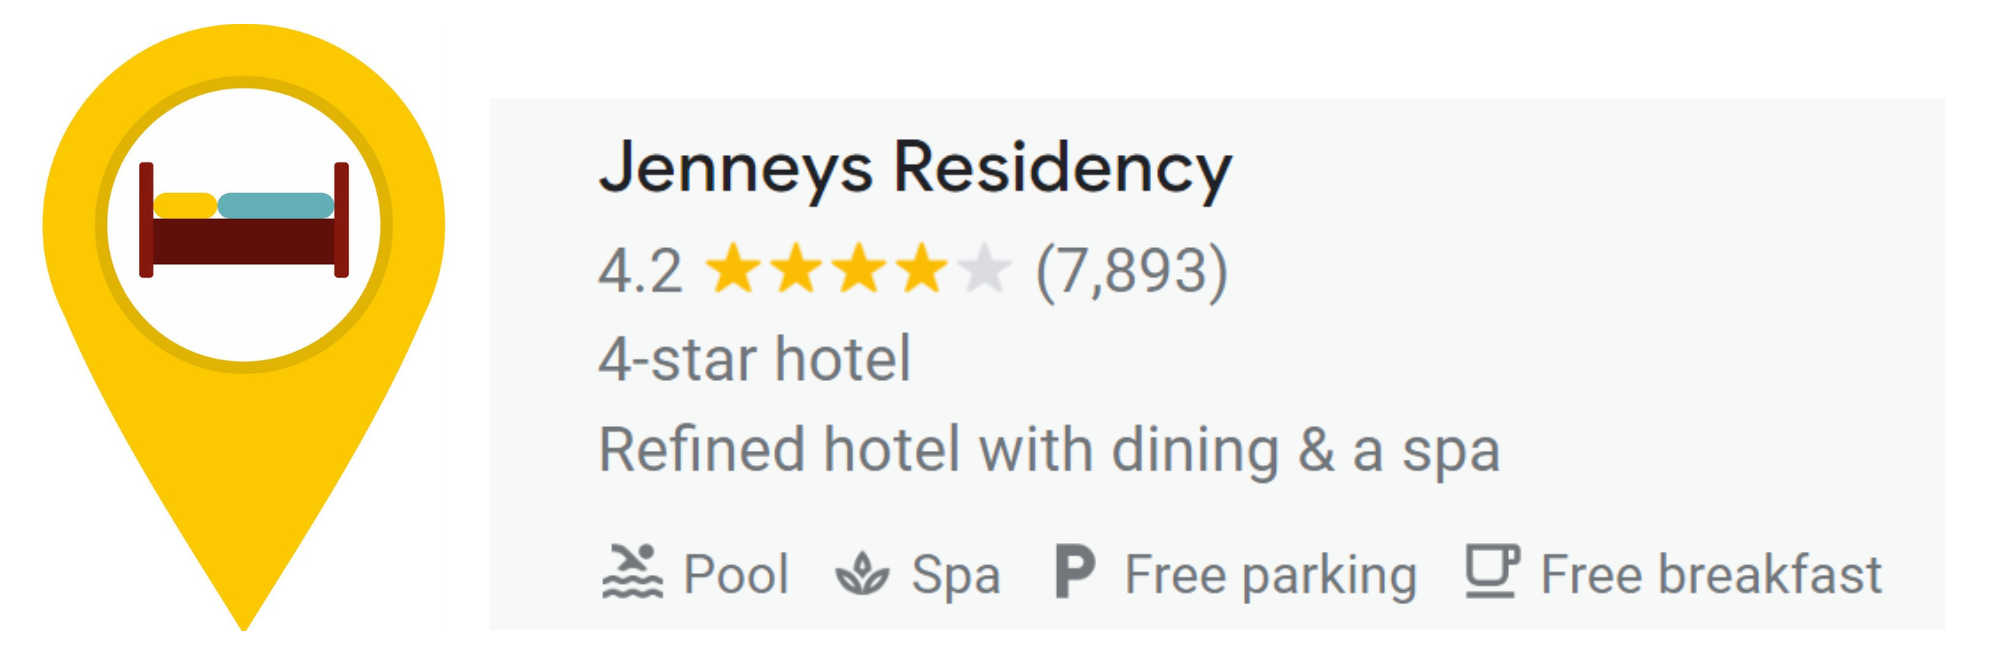 Jenneys Residency
4.2 (7,893)
4-star hotel
Refined hotel with dining & a spa
Pool Spa P Free parking Free breakfast